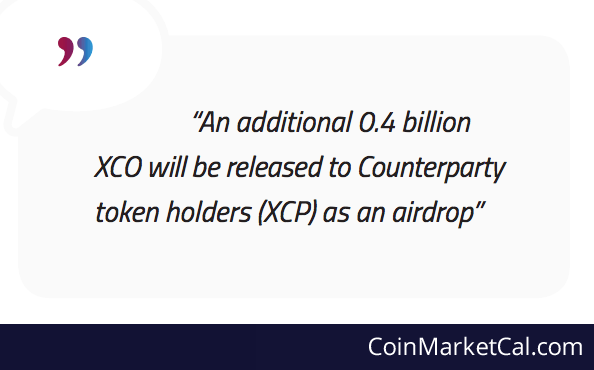 “An additional 0.4 billion
XCO will be released to Counterparty
token holders (XCP) as an airdrop”
CoinMarketCal.com